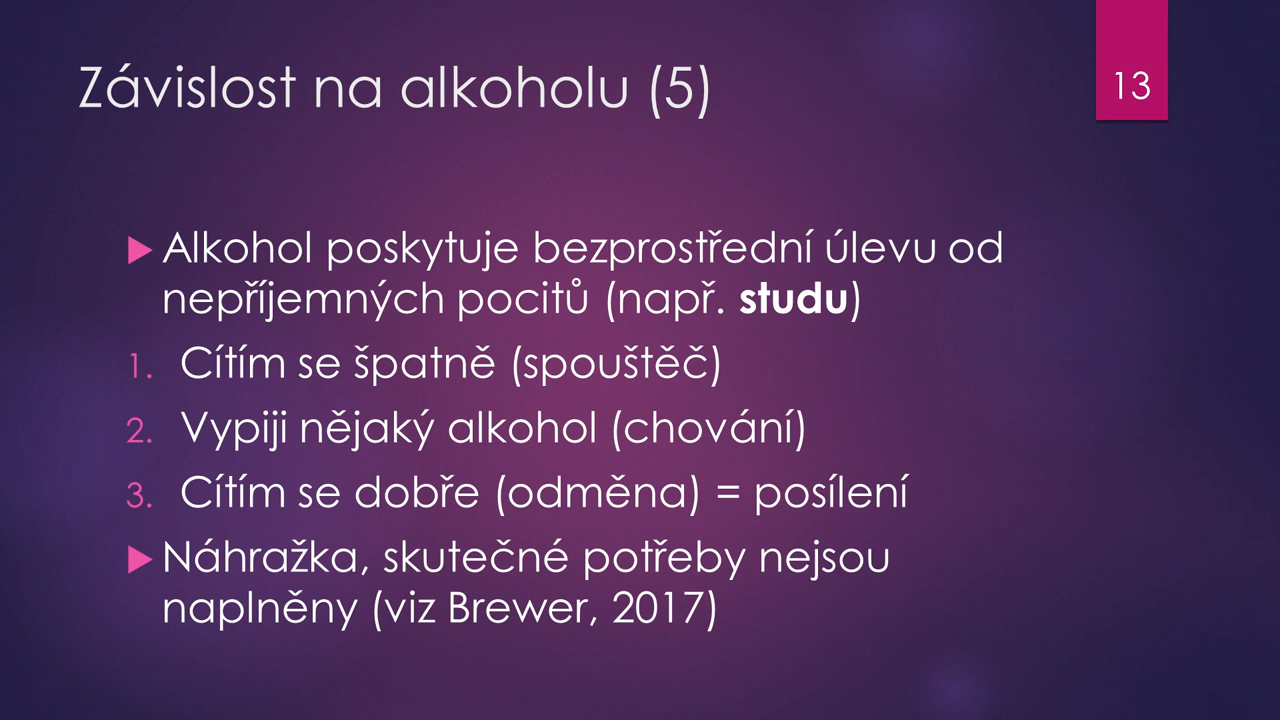 Závislost na alkoholu (5)
13
Alkohol poskytuje bezprostřední úlevu od
nepříjemných pocitů (např. studu)
1. Cítím se špatně (spouštěč)
2. Vypiji nějaký alkohol (chování)
3. Cítím se dobře (odměna) = posílení
Náhražka, skutečné potřeby nejsou
naplněny (viz Brewer, 2017)